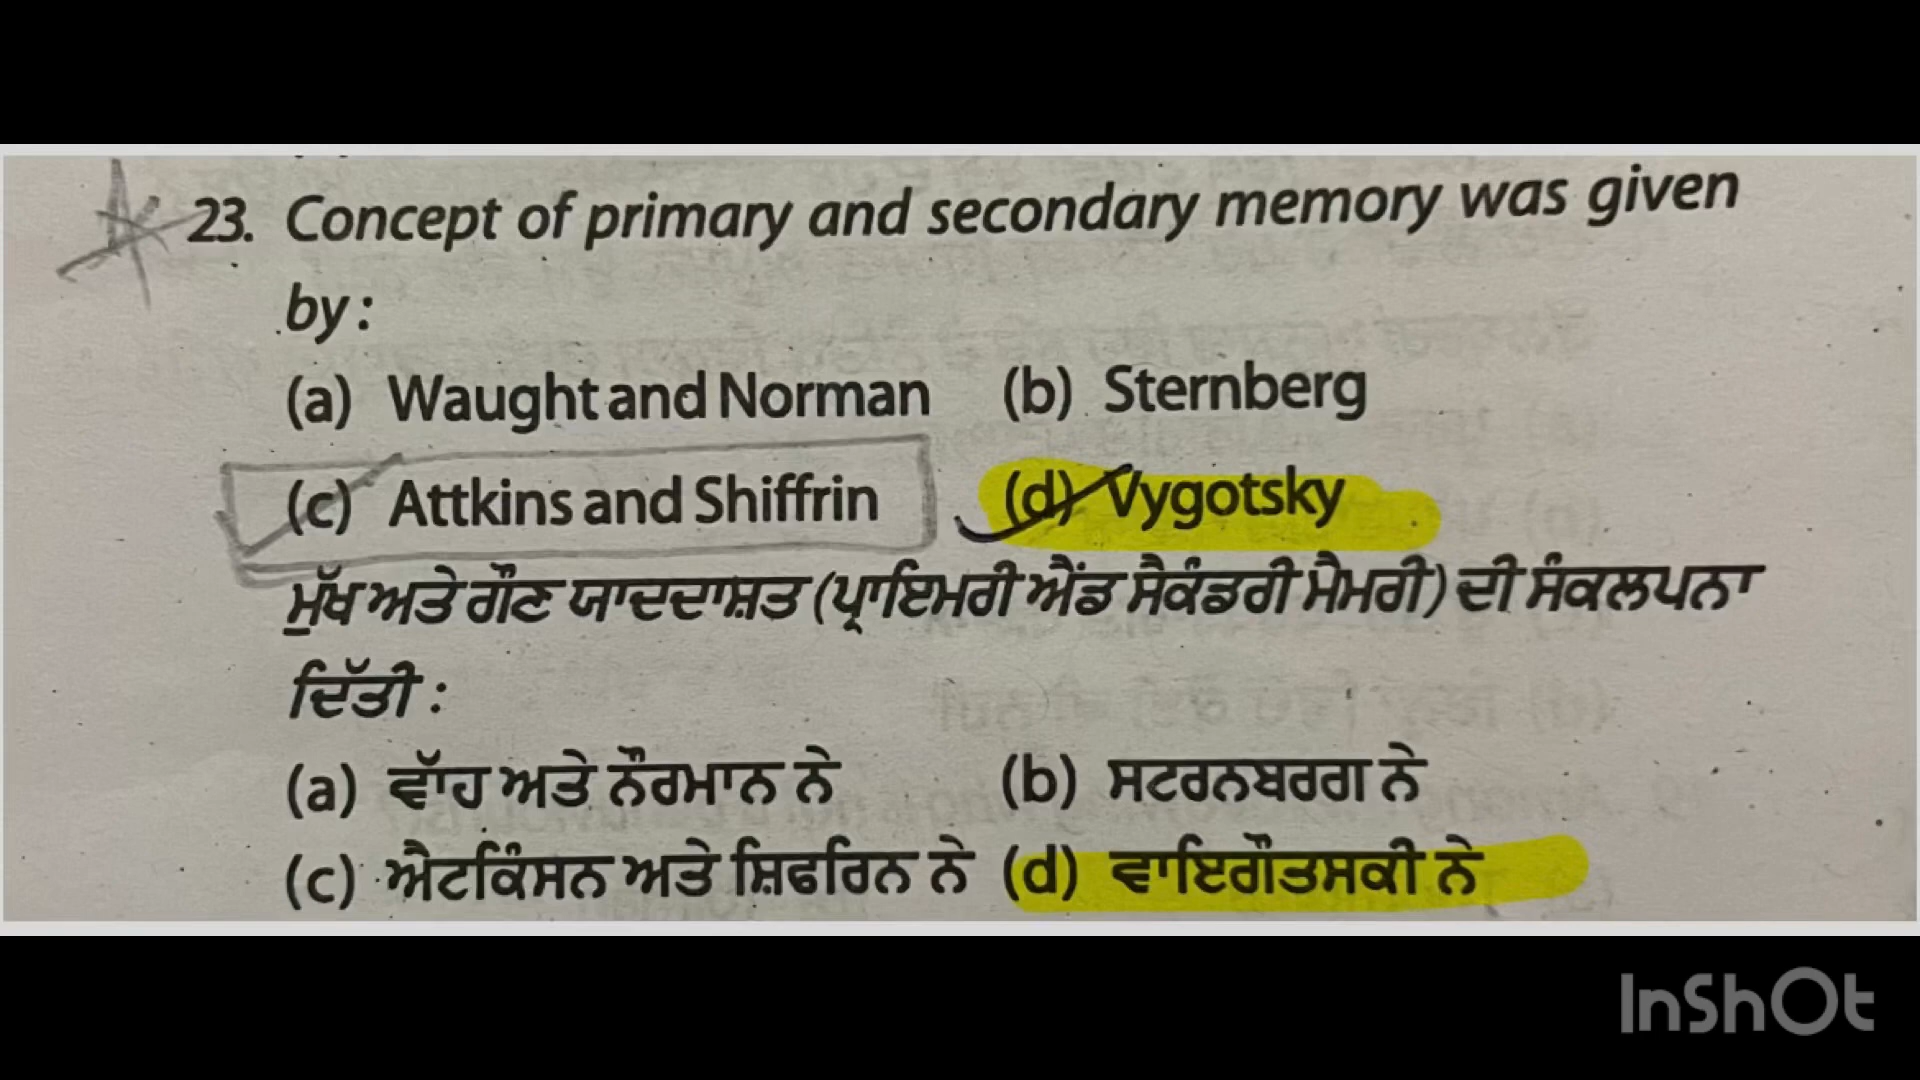 23. Concept of primary and secondary memory was given
by:
(a) Waught and Norman (b) Sternberg
(c) Attkins and Shiffrin (d) Vygotsky
ਮੁੱਖ ਅਤੇ ਗੌਣ ਯਾਦਦਾਸ਼ਤ (ਪ੍ਰਾਇਮਰੀ ਐਂਡ ਸੈਕੰਡਰੀ ਮੈਮਰੀ) ਦੀ ਸੰਕਲਪਨਾ
ਦਿੱਤੀ :
(a) ਵਾੱਹ ਅਤੇ ਨੌਰਮਾਨ ਨੇ (b) ਸਟਰਨਬਰਗ ਨੇ
(c) ਐਟਕਿੰਸਨ ਅਤੇ ਸ਼ਿਫਰਿਨ ਨੇ (d) ਵਾਇਗੌਤਸਕੀ ਨੇ
InShOt